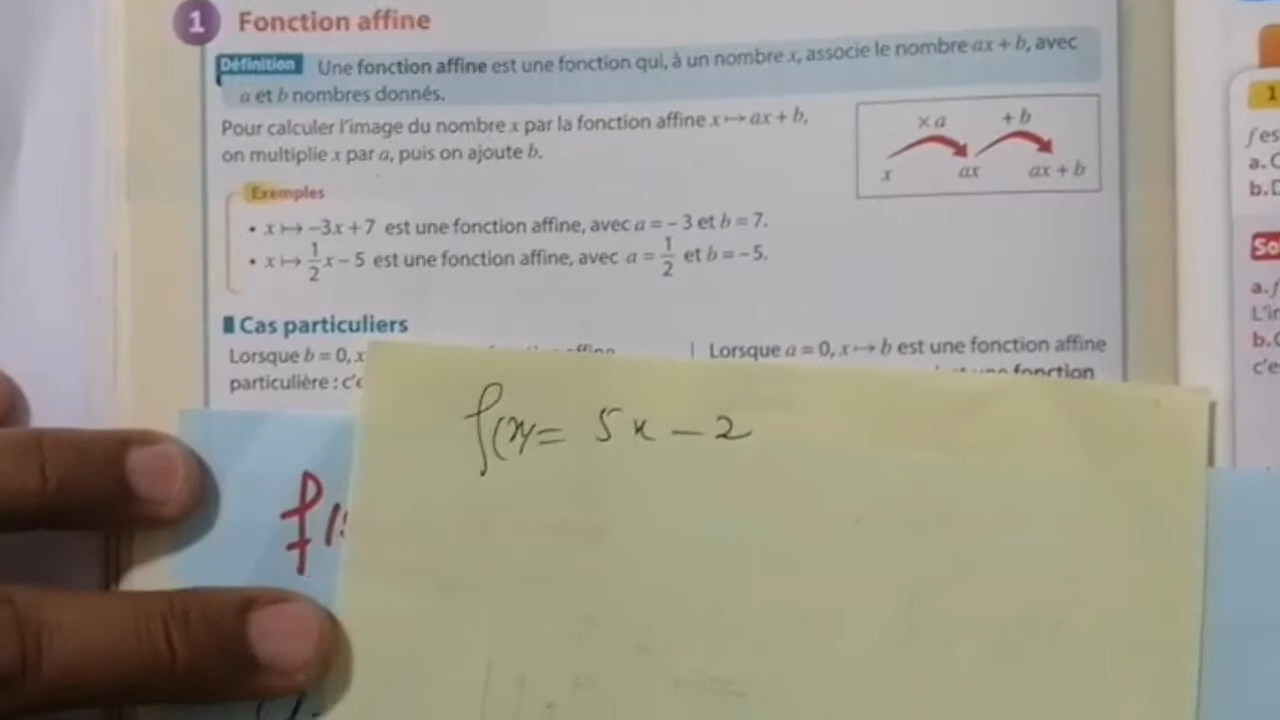 1 Fonction affine
Définition Une fonction affine est une fonction qui, à un nombre x, associe le nombre ax + b, avec
a et b nombres donnés.
Pour calculer l'image du nombre x par la fonction affine x ↦ ax + b,
on multiplie x par a, puis on ajoute b.
× a + b
x ax ax + b
Exemples
• x ↦ −3x + 7 est une fonction affine, avec a = − 3 et b = 7.
• x ↦ 1/2 x − 5 est une fonction affine, avec a = 1/2 et b = − 5.
Cas particuliers
Lorsque b = 0, x
particulière : c'e
Lorsque a = 0, x ↦ b est une fonction affine
fonction
f(x) = 5x − 2
1
a.
b.
So
a. f
L'i
b.
c'e